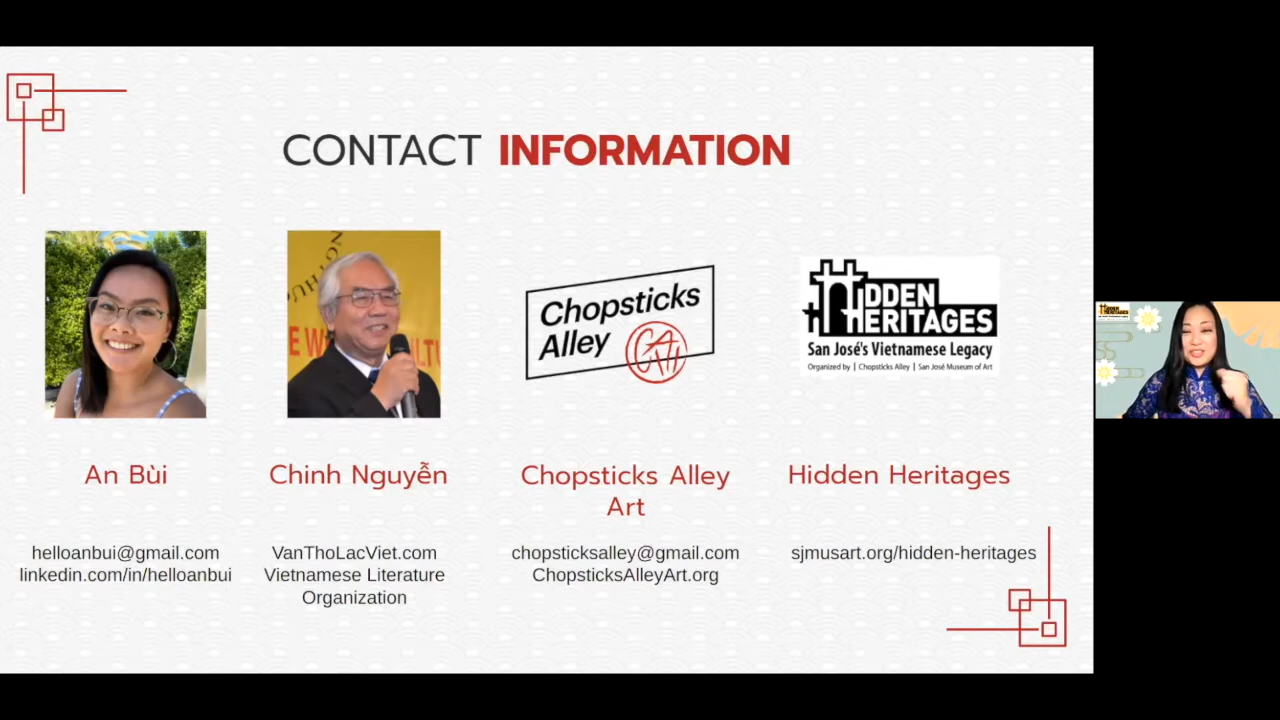 CONTACT INFORMATION
Chopsticks
Alley
HIDDEN
HERITAGES
San José's Vietnamese Legacy
Organized by | Chopsticks Alley | San José Museum of Art
An Bùi
Chinh Nguyễn
Chopsticks Alley
Art
Hidden Heritages
helloanbui@gmail.com
linkedin.com/in/helloanbui
VanThoLacViet.com
Vietnamese Literature
Organization
chopsticksalley@gmail.com
ChopsticksAlleyArt.org
sjmusart.org/hidden-heritages
HIDDEN
HERITAGES